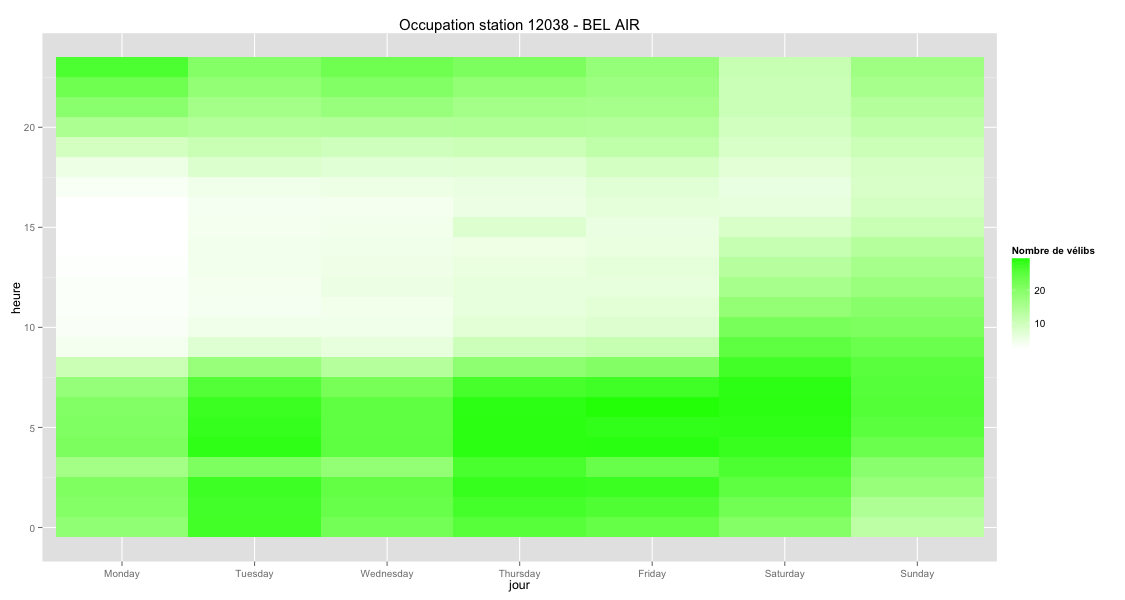 Occupation station 12038 - BEL AIR
heure
20
15
10
5
0
Monday Tuesday Wednesday Thursday Friday Saturday Sunday
jour
Nombre de vélibs
20
10